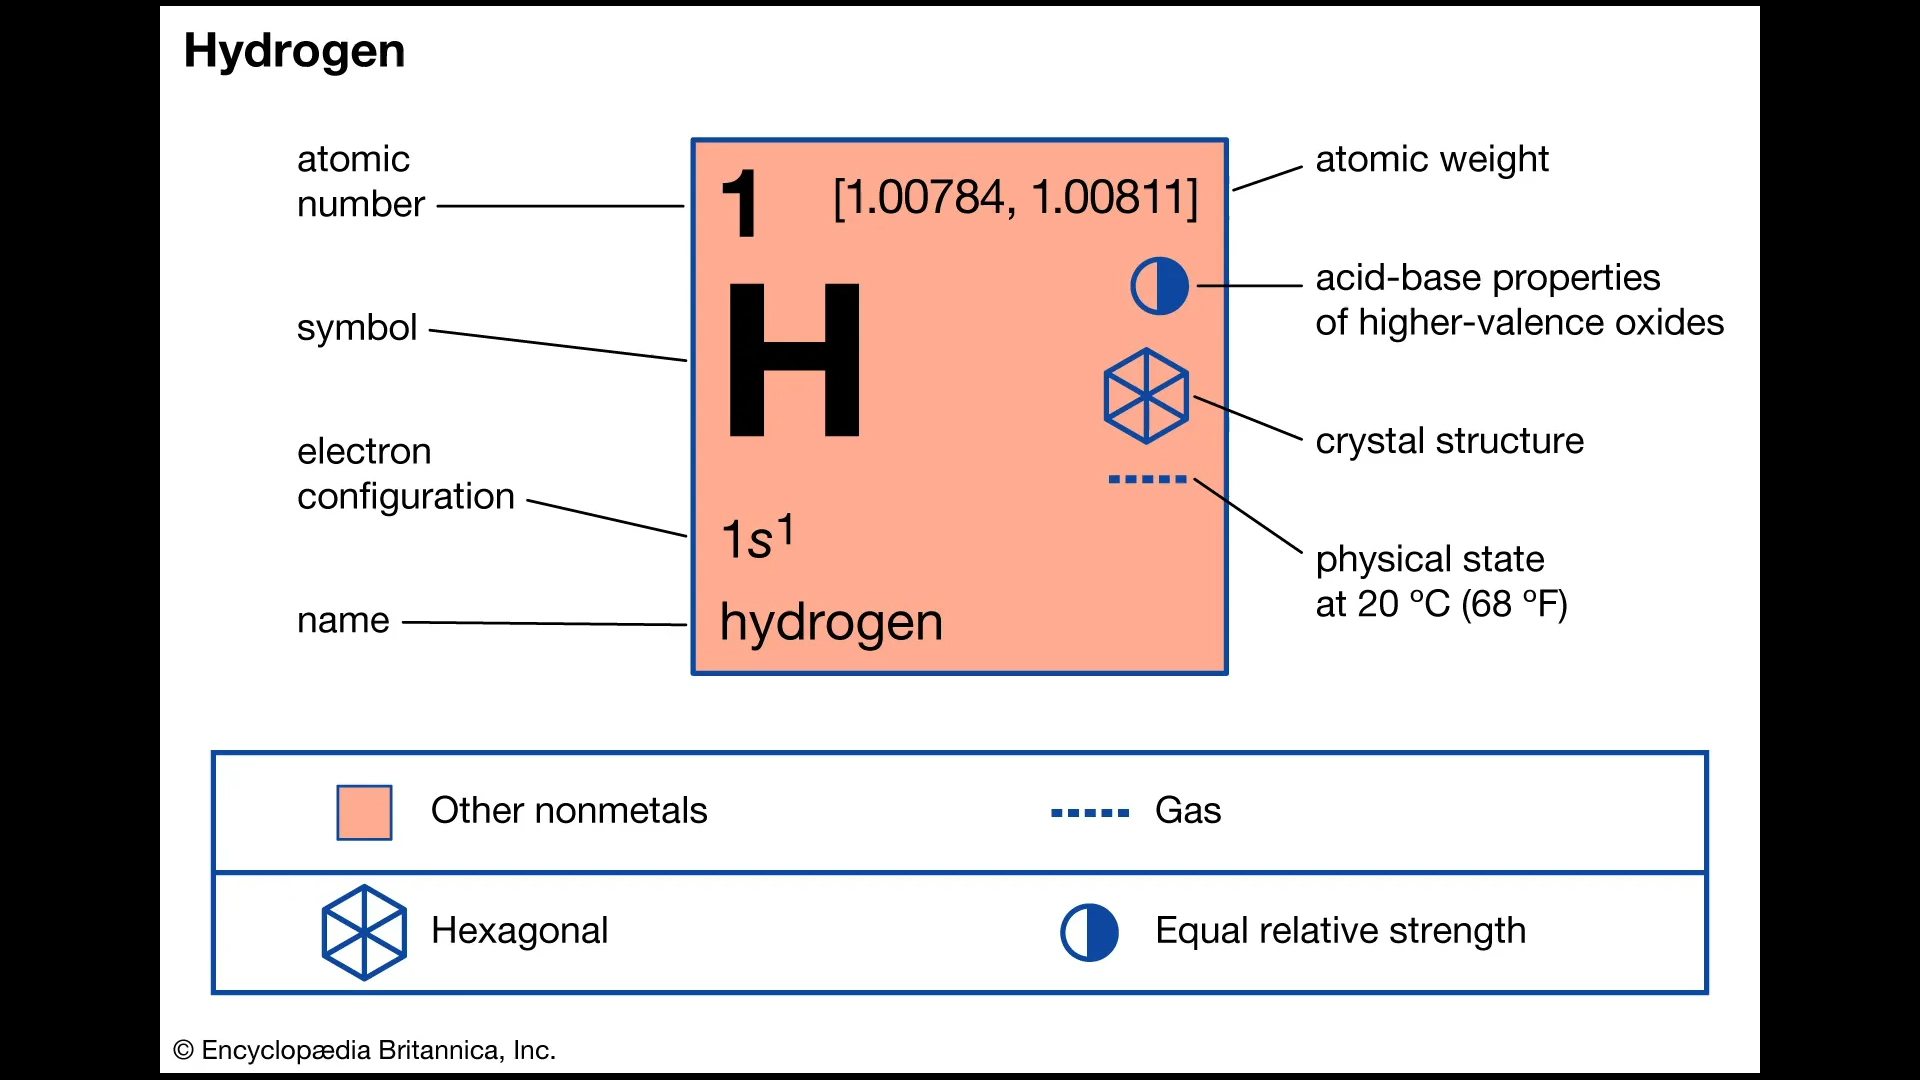 Hydrogen
atomic
number
symbol
electron
configuration
name
1
[1.00784, 1.00811]
H
1s¹
hydrogen
atomic weight
acid-base properties
of higher-valence oxides
crystal structure
physical state
at 20 ºC (68 ºF)
Other nonmetals
Gas
Hexagonal
Equal relative strength
© Encyclopædia Britannica, Inc.